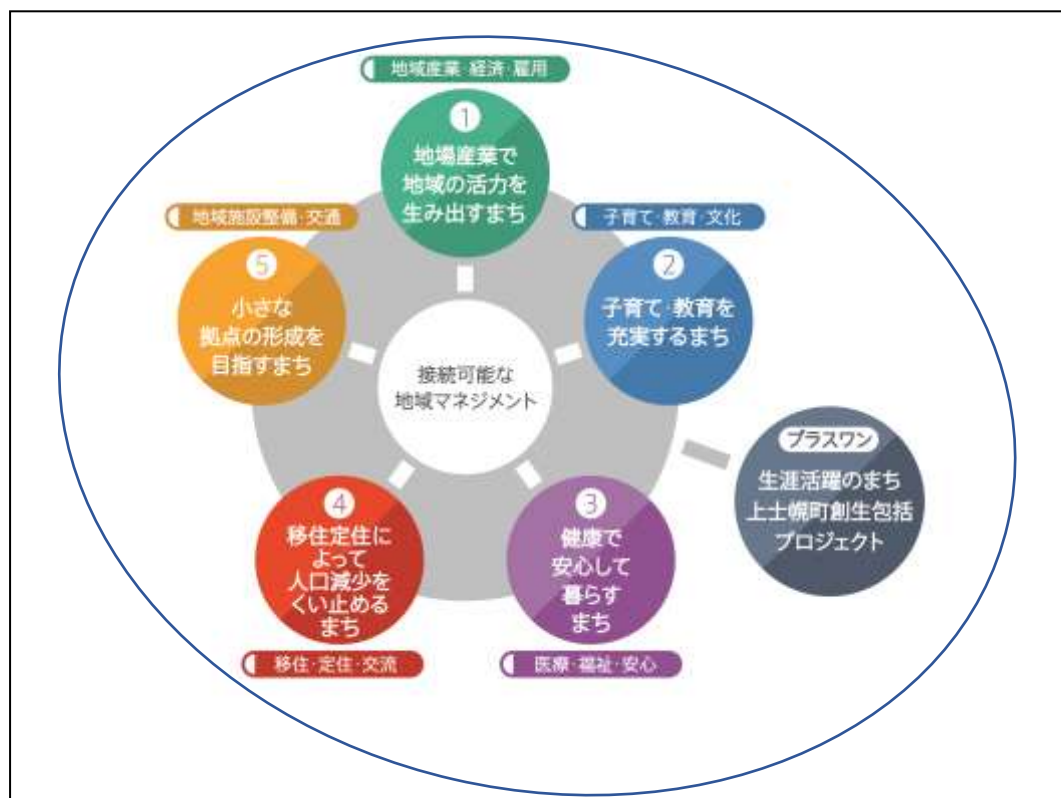 地域産業・経済・雇用
1
地場産業で
地域の活力を
生み出すまち
子育て・教育・文化
2
子育て・教育を
充実するまち
プラスワン
生涯活躍のまち
上士幌町創生包括
プロジェクト
3
健康で
安心して
暮らす
まち
医療・福祉・安心
4
移住定住に
よって
人口減少を
くい止める
まち
移住・定住・交流
地域施設整備・交通
5
小さな
拠点の形成を
目指すまち
接続可能な
地域マネジメント